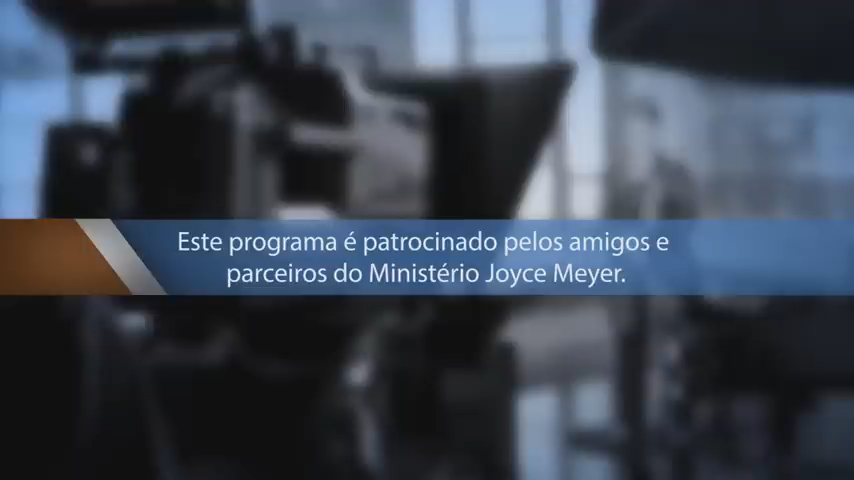 Este programa é patrocinado pelos amigos e
parceiros do Ministério Joyce Meyer.